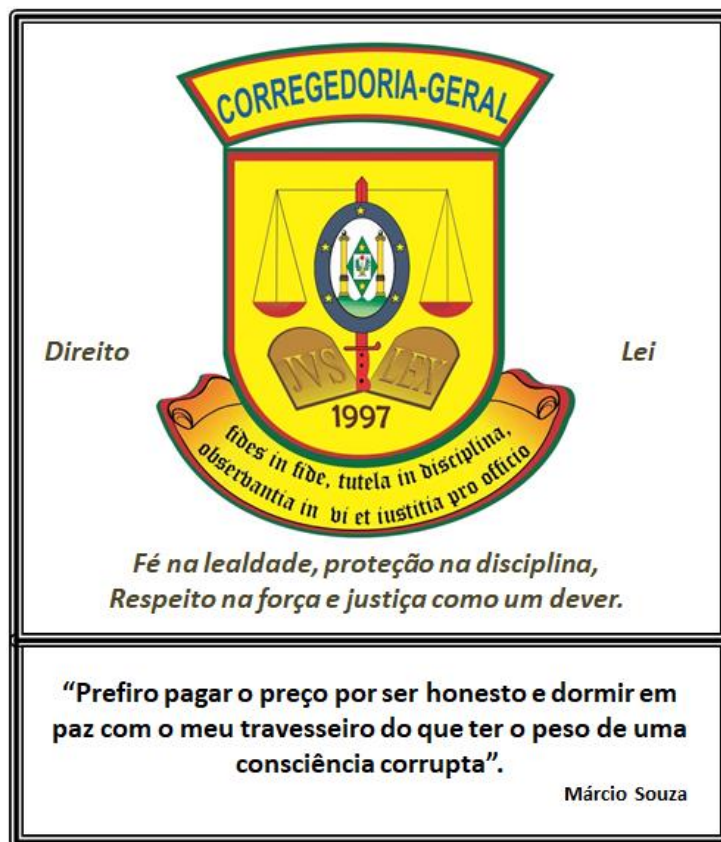 CORREGEDORIA-GERAL
Direito
Lei
JVS LEX
1997
fides in fide, tutela in disciplina,
observantia in vi et iustitia pro officio
Fé na lealdade, proteção na disciplina,
Respeito na força e justiça como um dever.
“Prefiro pagar o preço por ser honesto e dormir em
paz com o meu travesseiro do que ter o peso de uma
consciência corrupta”.
Márcio Souza